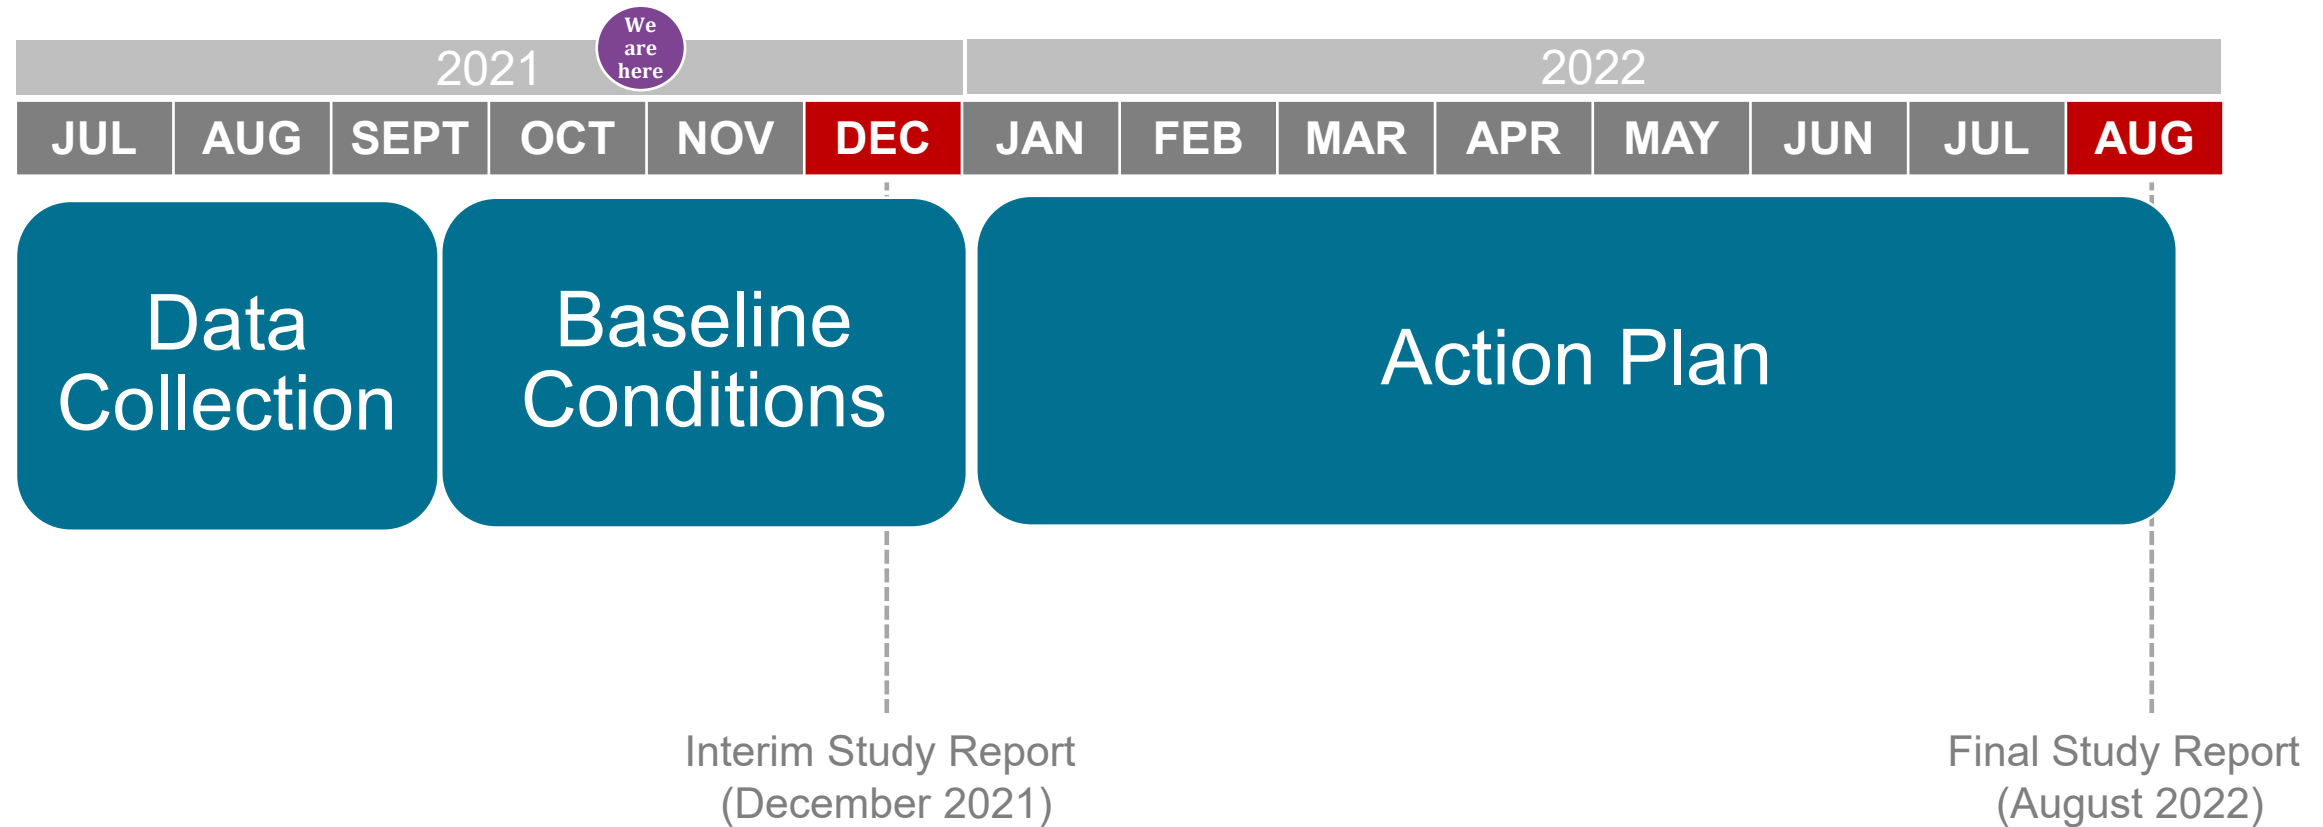 We
are
here
2021
2022
JUL AUG SEPT OCT NOV DEC JAN FEB MAR APR MAY JUN JUL AUG
Data
Collection
Baseline
Conditions
Action Plan
Interim Study Report
(December 2021)
Final Study Report
(August 2022)